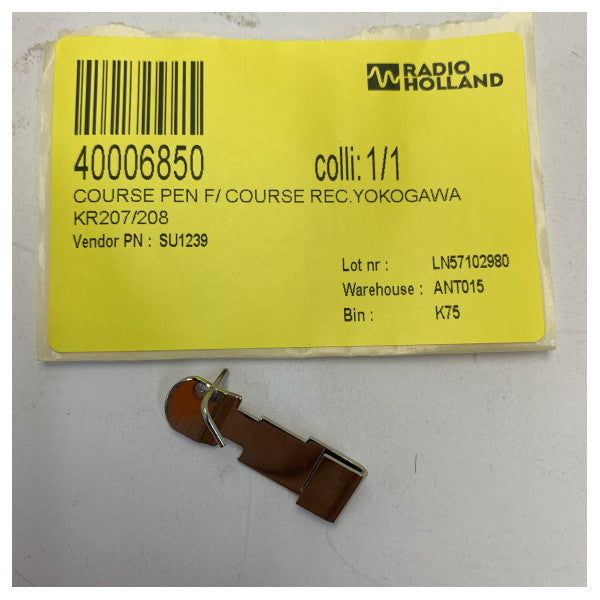 RADIO
HOLLAND
40006850 colli: 1/1
COURSE PEN F/ COURSE REC.YOKOGAWA
KR207/208
Vendor PN : SU1239
Lot nr : LN57102980
Warehouse : ANT015
Bin : K75